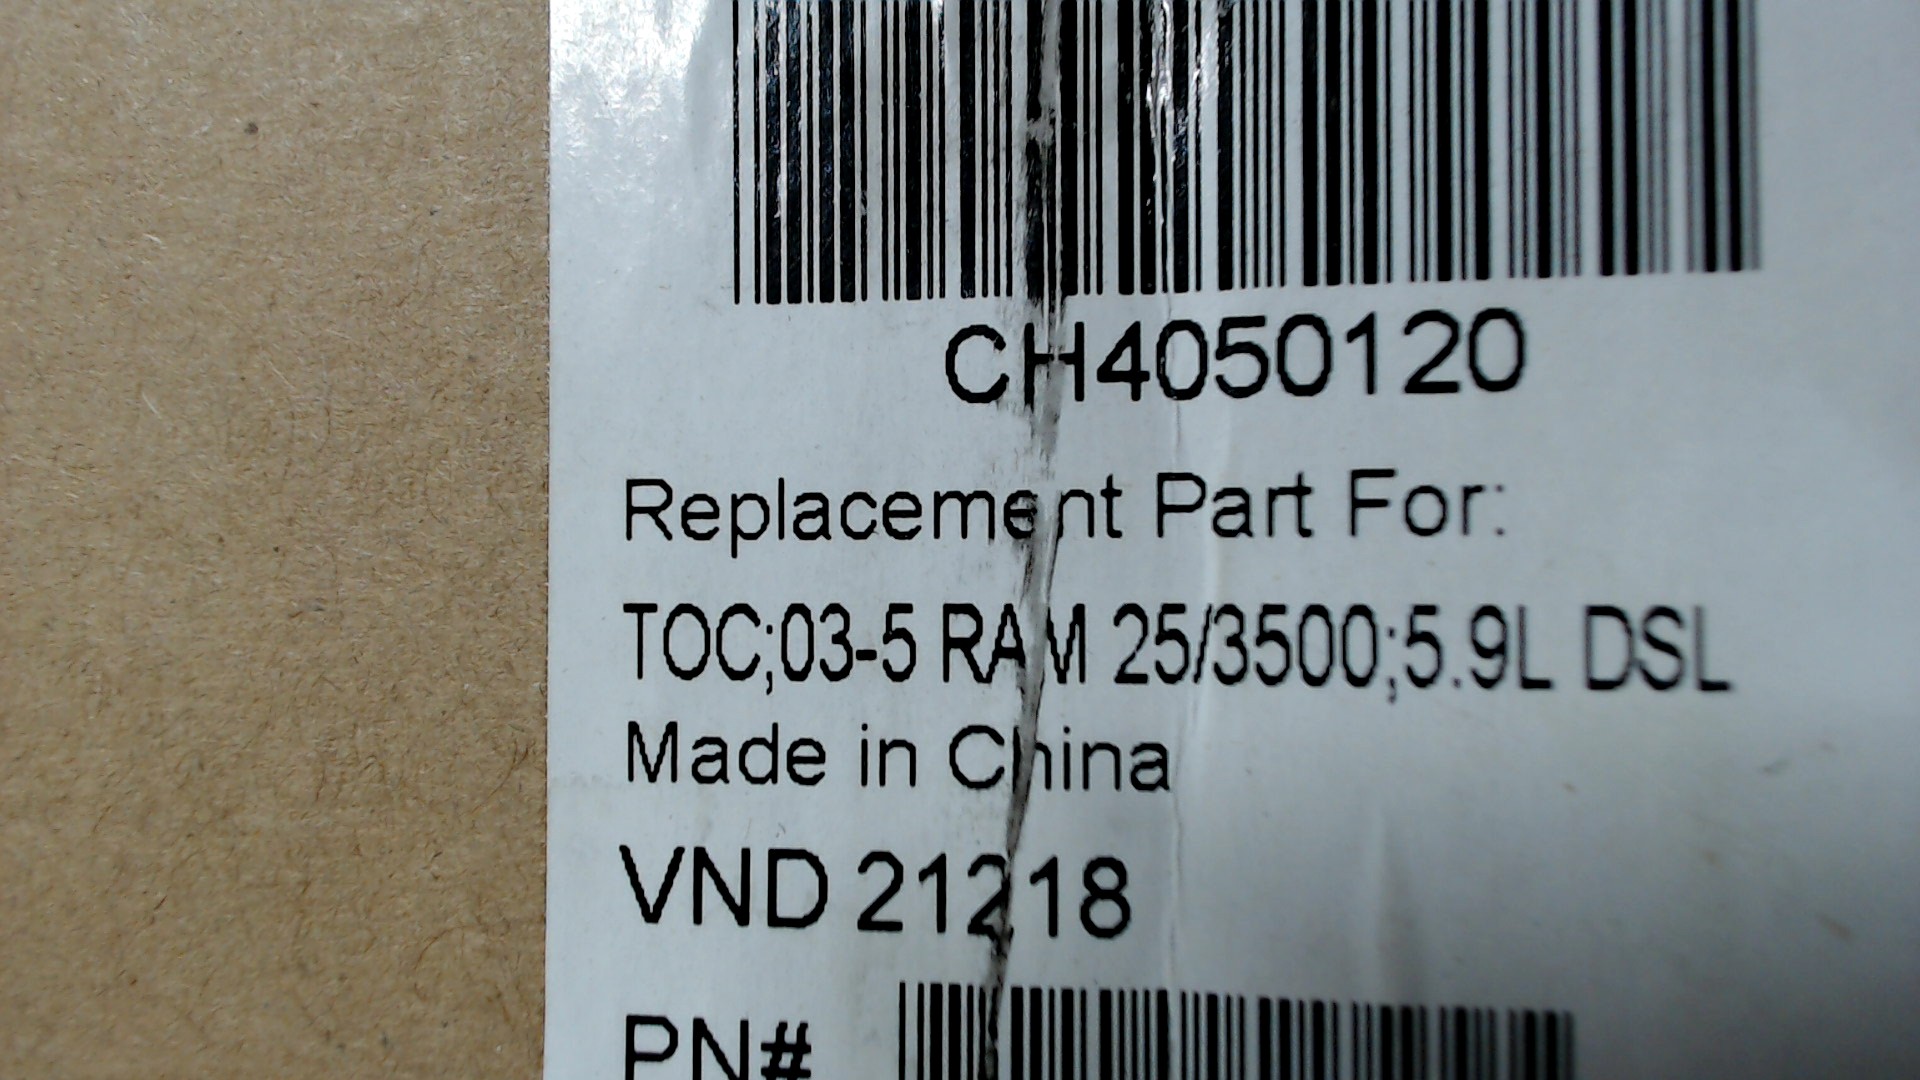 CH4050120
Replacement Part For:
TOC;03-5 RAM 25/3500;5.9L DSL
Made in China
VND 21218
PN#